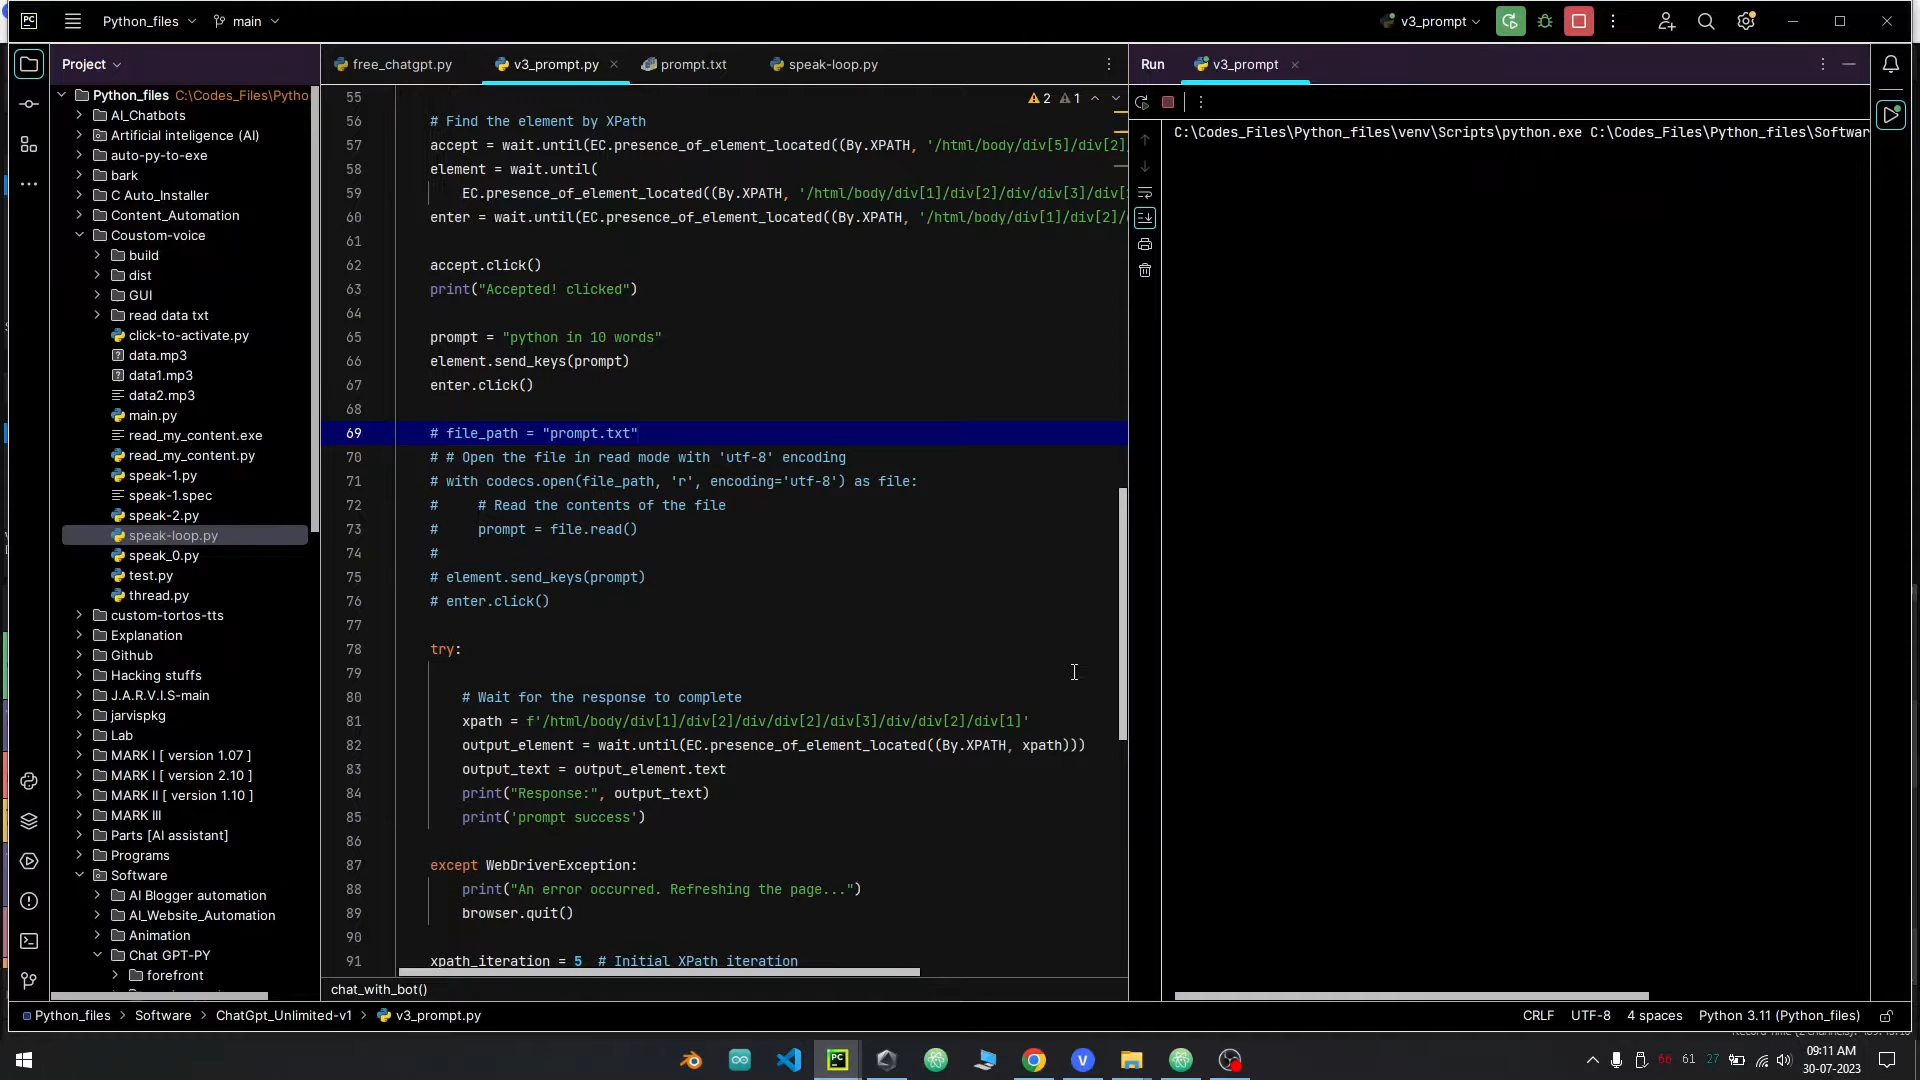 PC
Python_files
main
v3_prompt
Project
free_chatgpt.py
v3_prompt.py
prompt.txt
speak-loop.py
Run
v3_prompt
Python_files C:\Codes_Files\Pytho
AI_Chatbots
Artificial inteligence (AI)
auto-py-to-exe
bark
C Auto_Installer
Content_Automation
Coustom-voice
build
dist
GUI
read data txt
click-to-activate.py
data.mp3
data1.mp3
data2.mp3
main.py
read_my_content.exe
read_my_content.py
speak-1.py
speak-1.spec
speak-2.py
speak-loop.py
speak_0.py
test.py
thread.py
custom-tortos-tts
Explanation
Github
Hacking stuffs
J.A.R.V.I.S-main
jarvispkg
Lab
MARK I [ version 1.07 ]
MARK I [ version 2.10 ]
MARK II [ version 1.10 ]
MARK III
Parts [AI assistant]
Programs
Software
AI Blogger automation
AI_Website_Automation
Animation
Chat GPT-PY
forefront
2 1
55
56 # Find the element by XPath
57 accept = wait.until(EC.presence_of_element_located((By.XPATH, '/html/body/div[5]/div[2]
58 element = wait.until(
59 EC.presence_of_element_located((By.XPATH, '/html/body/div[1]/div[2]/div/div[3]/div[
60 enter = wait.until(EC.presence_of_element_located((By.XPATH, '/html/body/div[1]/div[2]/
61
62 accept.click()
63 print("Accepted! clicked")
64
65 prompt = "python in 10 words"
66 element.send_keys(prompt)
67 enter.click()
68
69 # file_path = "prompt.txt"
70 # # Open the file in read mode with 'utf-8' encoding
71 # with codecs.open(file_path, 'r', encoding='utf-8') as file:
72 #     # Read the contents of the file
73 #     prompt = file.read()
74 #
75 # element.send_keys(prompt)
76 # enter.click()
77
78 try:
79
80 # Wait for the response to complete
81 xpath = f'/html/body/div[1]/div[2]/div/div[2]/div[3]/div/div[2]/div[1]'
82 output_element = wait.until(EC.presence_of_element_located((By.XPATH, xpath)))
83 output_text = output_element.text
84 print("Response:", output_text)
85 print('prompt success')
86
87 except WebDriverException:
88 print("An error occurred. Refreshing the page...")
89 browser.quit()
90
91 xpath_iteration = 5  # Initial XPath iteration
chat_with_bot()
C:\Codes_Files\Python_files\venv\Scripts\python.exe C:\Codes_Files\Python_files\Softwar
Python_files > Software > ChatGpt_Unlimited-v1 > v3_prompt.py
CRLF UTF-8 4 spaces Python 3.11 (Python_files)
PC
V
66 61 27
09:11 AM
30-07-2023